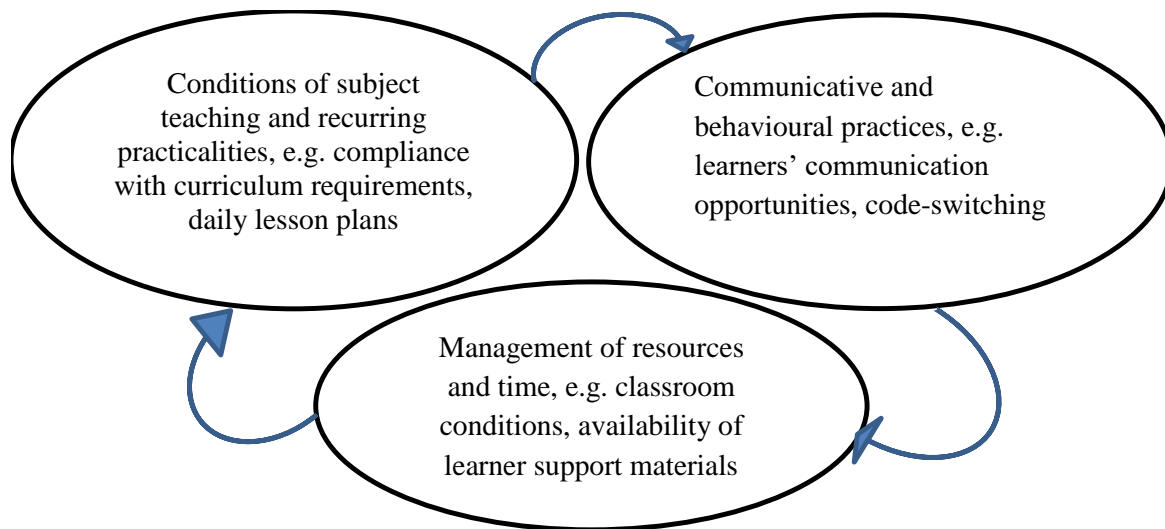 Conditions of subject
teaching and recurring
practicalities, e.g. compliance
with curriculum requirements,
daily lesson plans
Communicative and
behavioural practices, e.g.
learners’ communication
opportunities, code-switching
Management of resources
and time, e.g. classroom
conditions, availability of
learner support materials